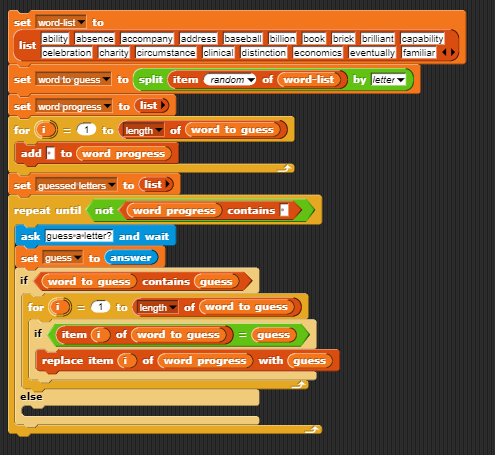 set word-list to
list ability absence accompany address baseball billion book brick brilliant capability
celebration charity circumstance clinical distinction economics eventually familiar
set word to guess to split item random of word-list by letter
set word progress to list
for i = 1 to length of word to guess
add to word progress
set guessed letters to list
repeat until not word progress contains
ask guess a letter? and wait
set guess to answer
if word to guess contains guess
for i = 1 to length of word to guess
if item i of word to guess = guess
replace item i of word progress with guess
else